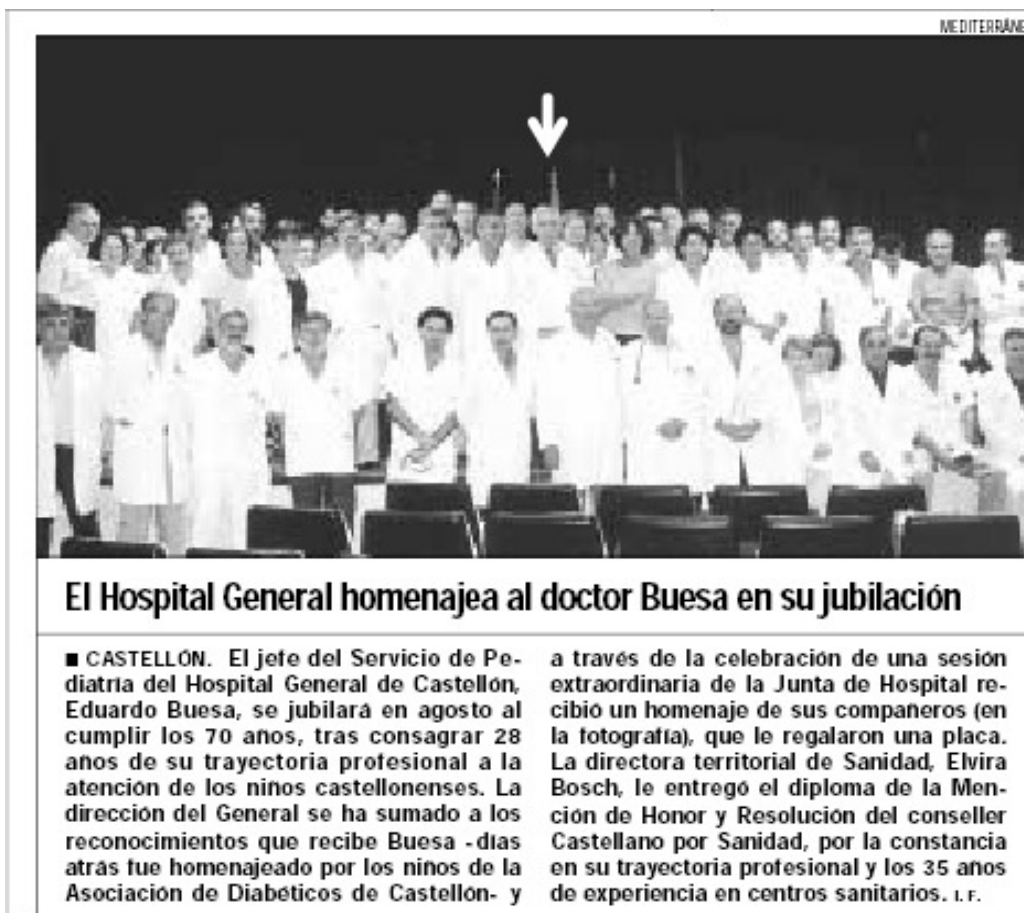 MEDITERRÁNE
El Hospital General homenajea al doctor Buesa en su jubilación
■ CASTELLÓN. El jefe del Servicio de Pe-
diatría del Hospital General de Castellón,
Eduardo Buesa, se jubilará en agosto al
cumplir los 70 años, tras consagrar 28
años de su trayectoria profesional a la
atención de los niños castellonenses. La
dirección del General se ha sumado a los
reconocimientos que recibe Buesa -días
atrás fue homenajeado por los niños de la
Asociación de Diabéticos de Castellón- y
a través de la celebración de una sesión
extraordinaria de la Junta de Hospital re-
cibió un homenaje de sus compañeros (en
la fotografía), que le regalaron una placa.
La directora territorial de Sanidad, Elvira
Bosch, le entregó el diploma de la Men-
ción de Honor y Resolución del conseller
Castellano por Sanidad, por la constancia
en su trayectoria profesional y los 35 años
de experiencia en centros sanitarios. I. F.